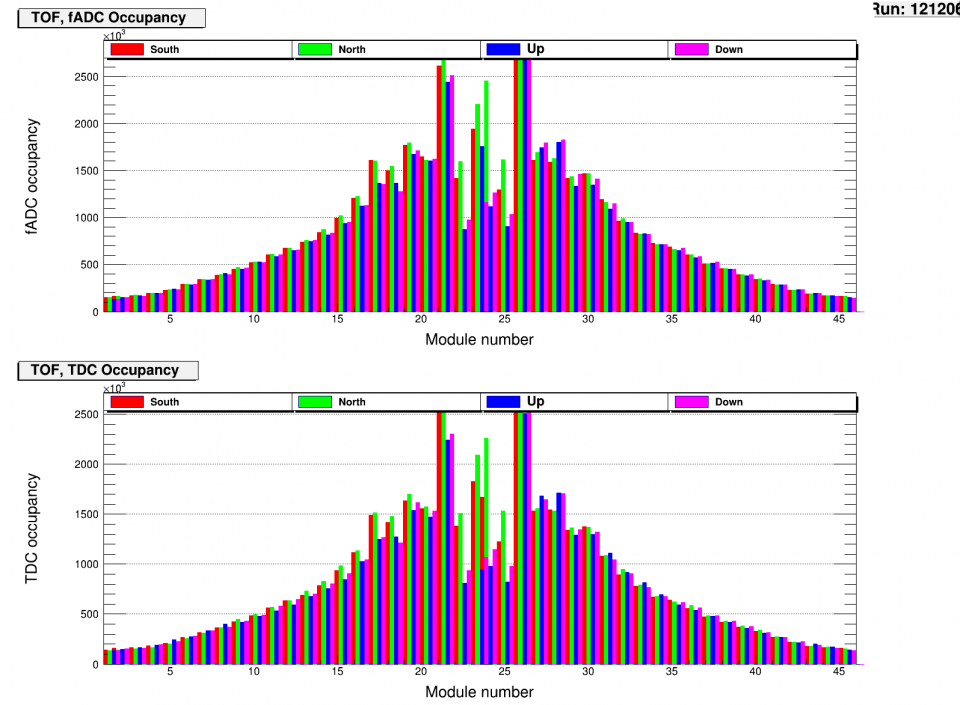 TOF, fADC Occupancy
Run: 121206
×10³
South North Up Down
2500
2000
1500
1000
500
0
fADC occupancy
5 10 15 20 25 30 35 40 45
Module number
TOF, TDC Occupancy
×10³
South North Up Down
2500
2000
1500
1000
500
0
TDC occupancy
5 10 15 20 25 30 35 40 45
Module number